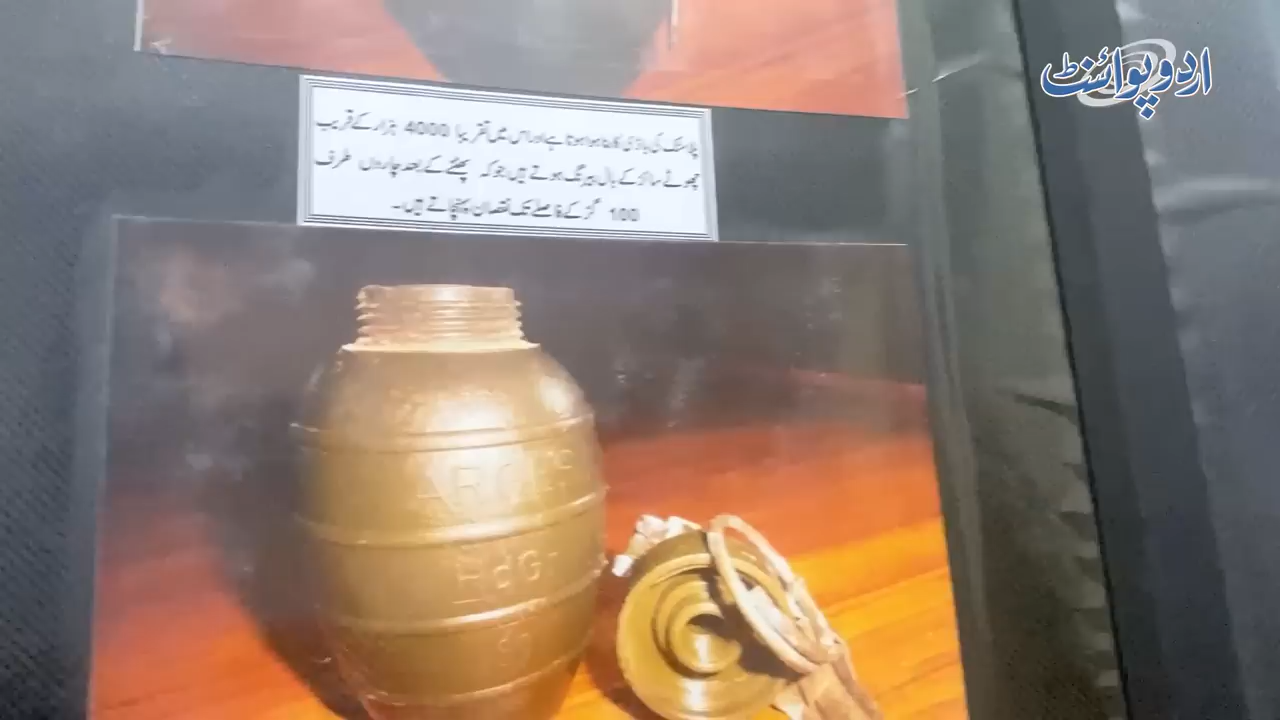 اردو پوائنٹ
پلاسٹک کی باڈی کا بنا ہوتا ہے اور اس میں تقریبا 4000 ہزار کے قریب
چھوٹے سائز کے بال بیرنگ ہوتے ہیں جو کہ پھٹنے کے بعد چاروں طرف
100 گز کے فاصلے تک نقصان پہنچاتے ہیں۔
ARGES
HdG-